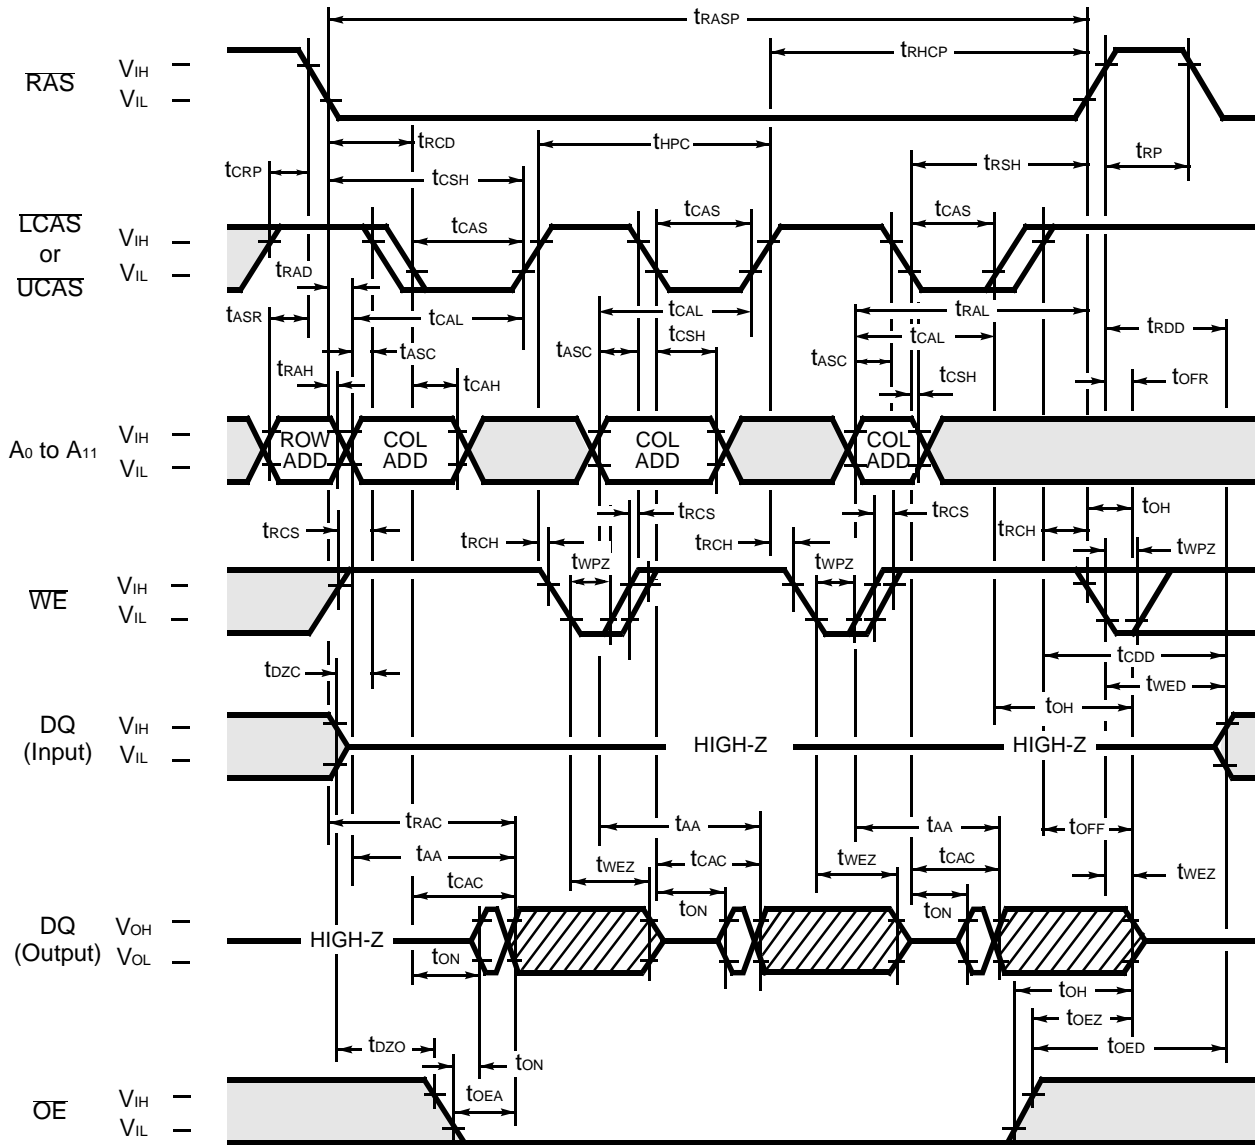 tRASP
tRHCP
RAS
VIH
VIL
tRCD
tHPC
tCRP
tCSH
tRSH
tRP
LCAS
or
UCAS
VIH
VIL
tCAS
tCAS
tCAS
tRAD
tASR
tCAL
tCAL
tRAL
tRDD
tASC
tASC
tCSH
tCAL
tASC
tRAH
tCAH
tCSH
tOFR
A0 to A11
VIH
VIL
ROW
ADD
COL
ADD
COL
ADD
COL
ADD
tRCS
tRCH
tRCS
tRCH
tRCS
tRCH
tOH
tWPZ
tWPZ
tWPZ
WE
VIH
VIL
tDZC
tCDD
tWED
tOH
DQ
(Input)
VIH
VIL
HIGH-Z
HIGH-Z
tRAC
tAA
tAA
tOFF
tAA
tWEZ
tCAC
tWEZ
tCAC
tWEZ
tCAC
tON
tON
DQ
(Output)
VOH
VOL
HIGH-Z
tON
tOH
tOEZ
tDZO
tON
tOED
tOEA
OE
VIH
VIL